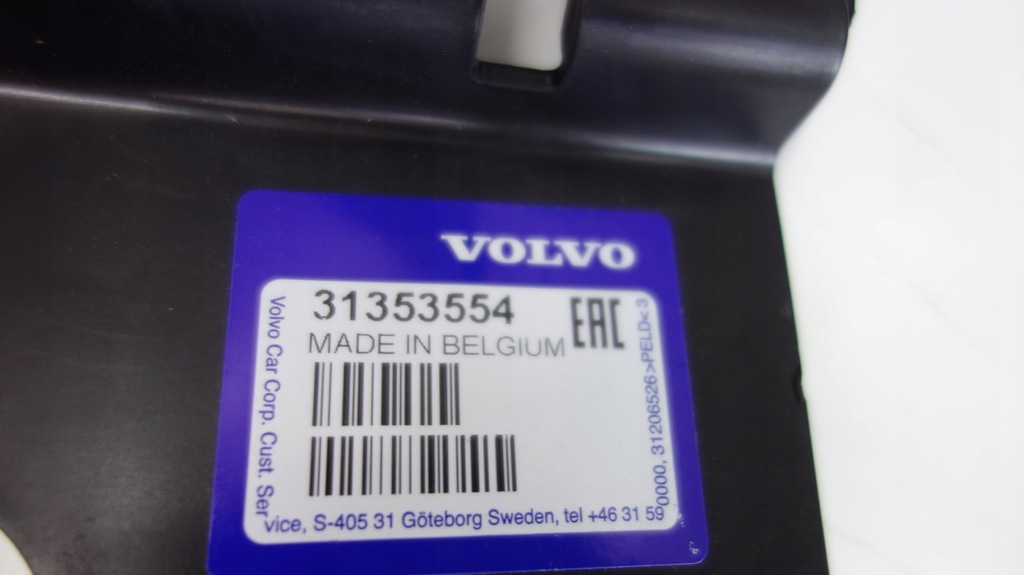 VOLVO
31353554
EAC
MADE IN BELGIUM
Volvo Car Corp. Cust. Ser
vice, S-405 31 Göteborg Sweden, tel +46 31 59
0000, 31206526 >PELD< 3